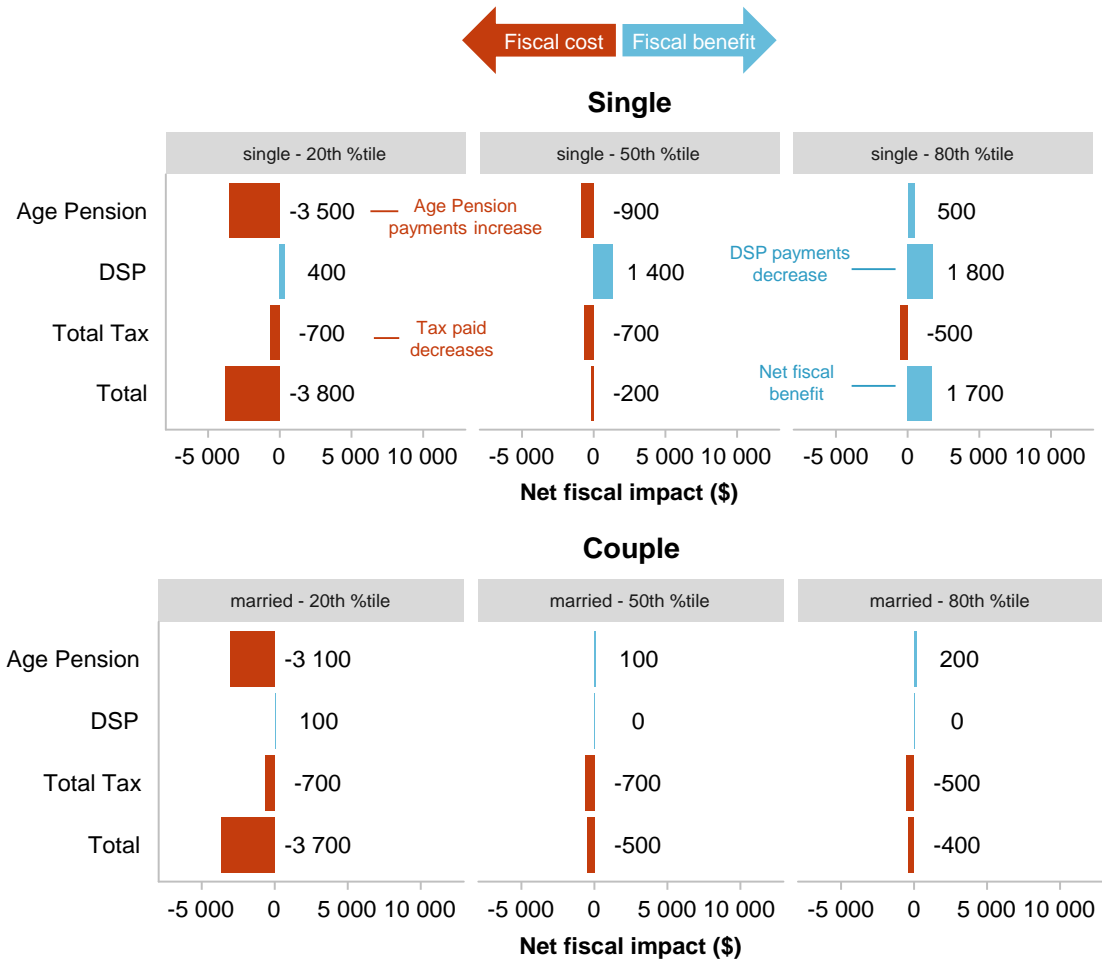 Fiscal cost Fiscal benefit
Single
single - 20th %tile single - 50th %tile single - 80th %tile
Age Pension -3 500 Age Pension -900 500
payments increase
DSP 400 1 400 DSP payments 1 800
decrease
Total Tax -700 Tax paid -700 -500
decreases
Total -3 800 -200 Net fiscal 1 700
benefit
-5 000 0 5 000 10 000 -5 000 0 5 000 10 000 -5 000 0 5 000 10 000
Net fiscal impact ($)
Couple
married - 20th %tile married - 50th %tile married - 80th %tile
Age Pension -3 100 100 200
DSP 100 0 0
Total Tax -700 -700 -500
Total -3 700 -500 -400
-5 000 0 5 000 10 000 -5 000 0 5 000 10 000 -5 000 0 5 000 10 000
Net fiscal impact ($)